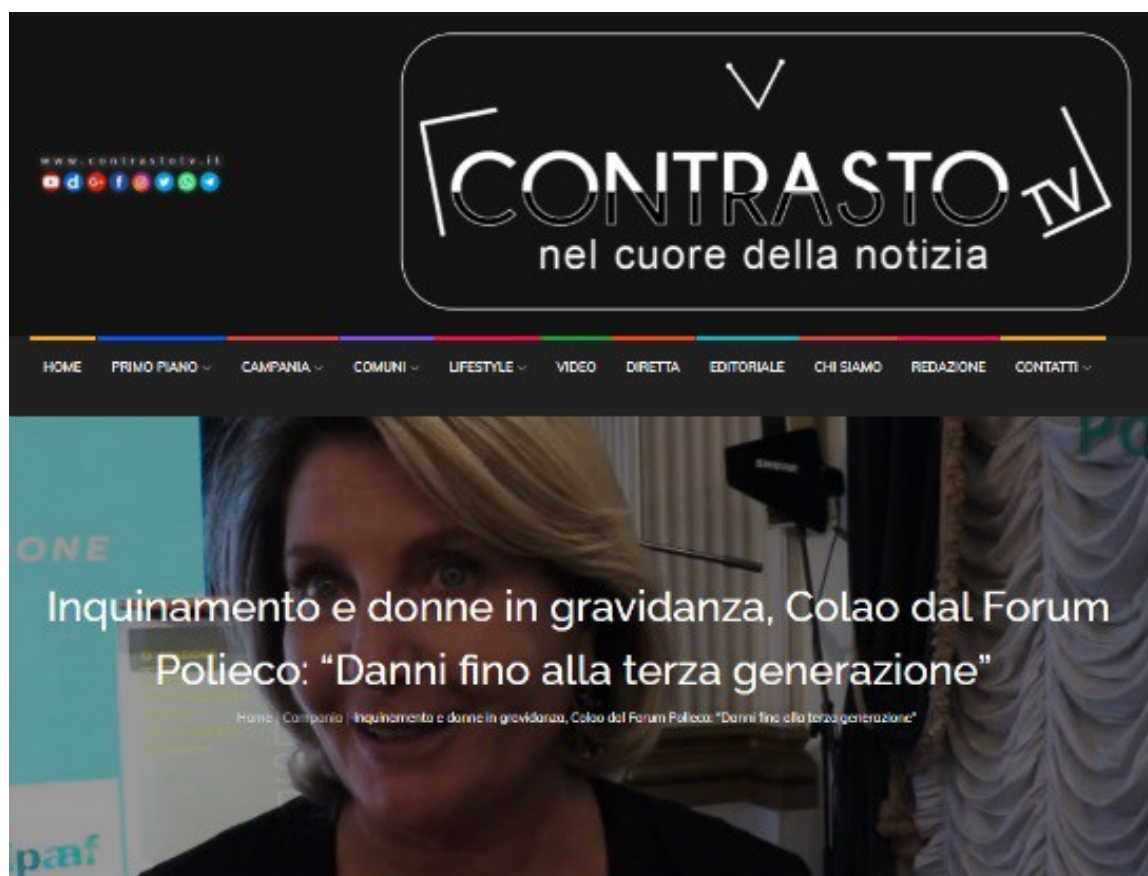 www.contrastotv.it
CONTRASTO TV
nel cuore della notizia
HOME PRIMO PIANO CAMPANIA COMUNI LIFESTYLE VIDEO DIRETTA EDITORIALE CHI SIAMO REDAZIONE CONTATTI
SHURE
ONE
Inquinamento e donne in gravidanza, Colao dal Forum
Polieco: “Danni fino alla terza generazione”
Home | Campania | Inquinamento e donne in gravidanza, Colao dal Forum Polieco: “Danni fino alla terza generazione”